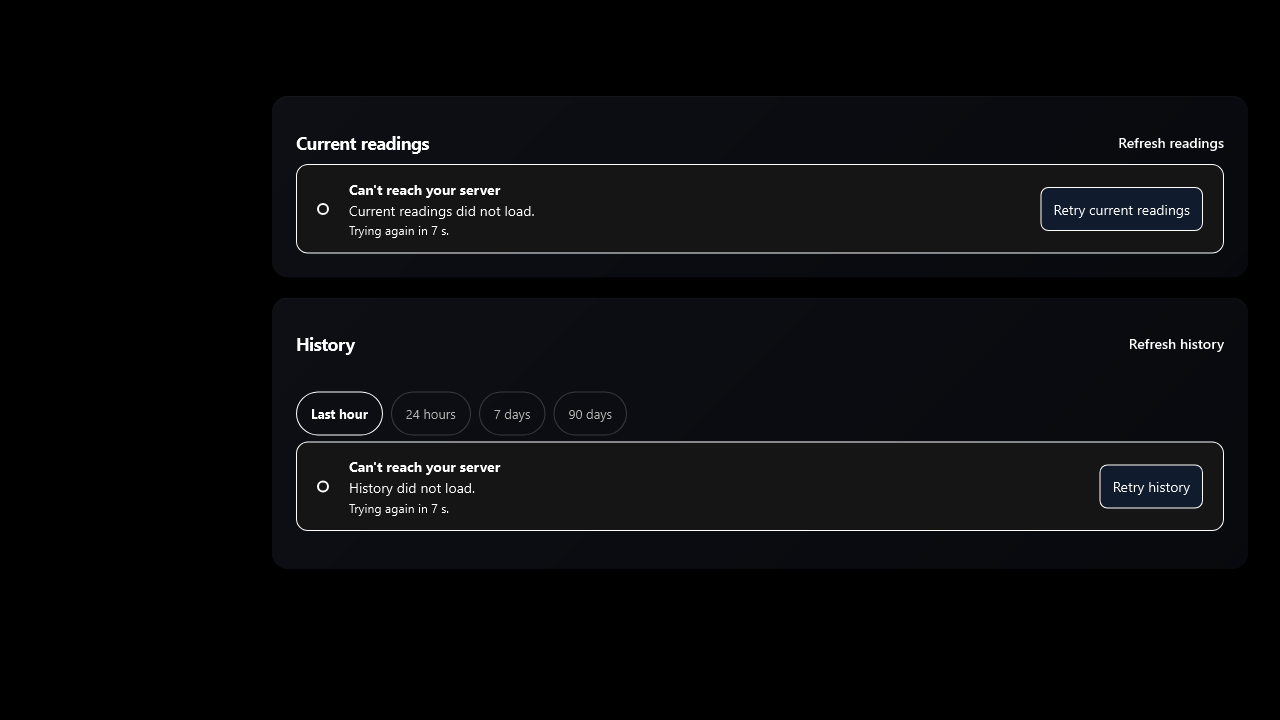 Current readings
Refresh readings
Can't reach your server
Current readings did not load.
Trying again in 7 s.
Retry current readings
History
Refresh history
Last hour
24 hours
7 days
90 days
Can't reach your server
History did not load.
Trying again in 7 s.
Retry history